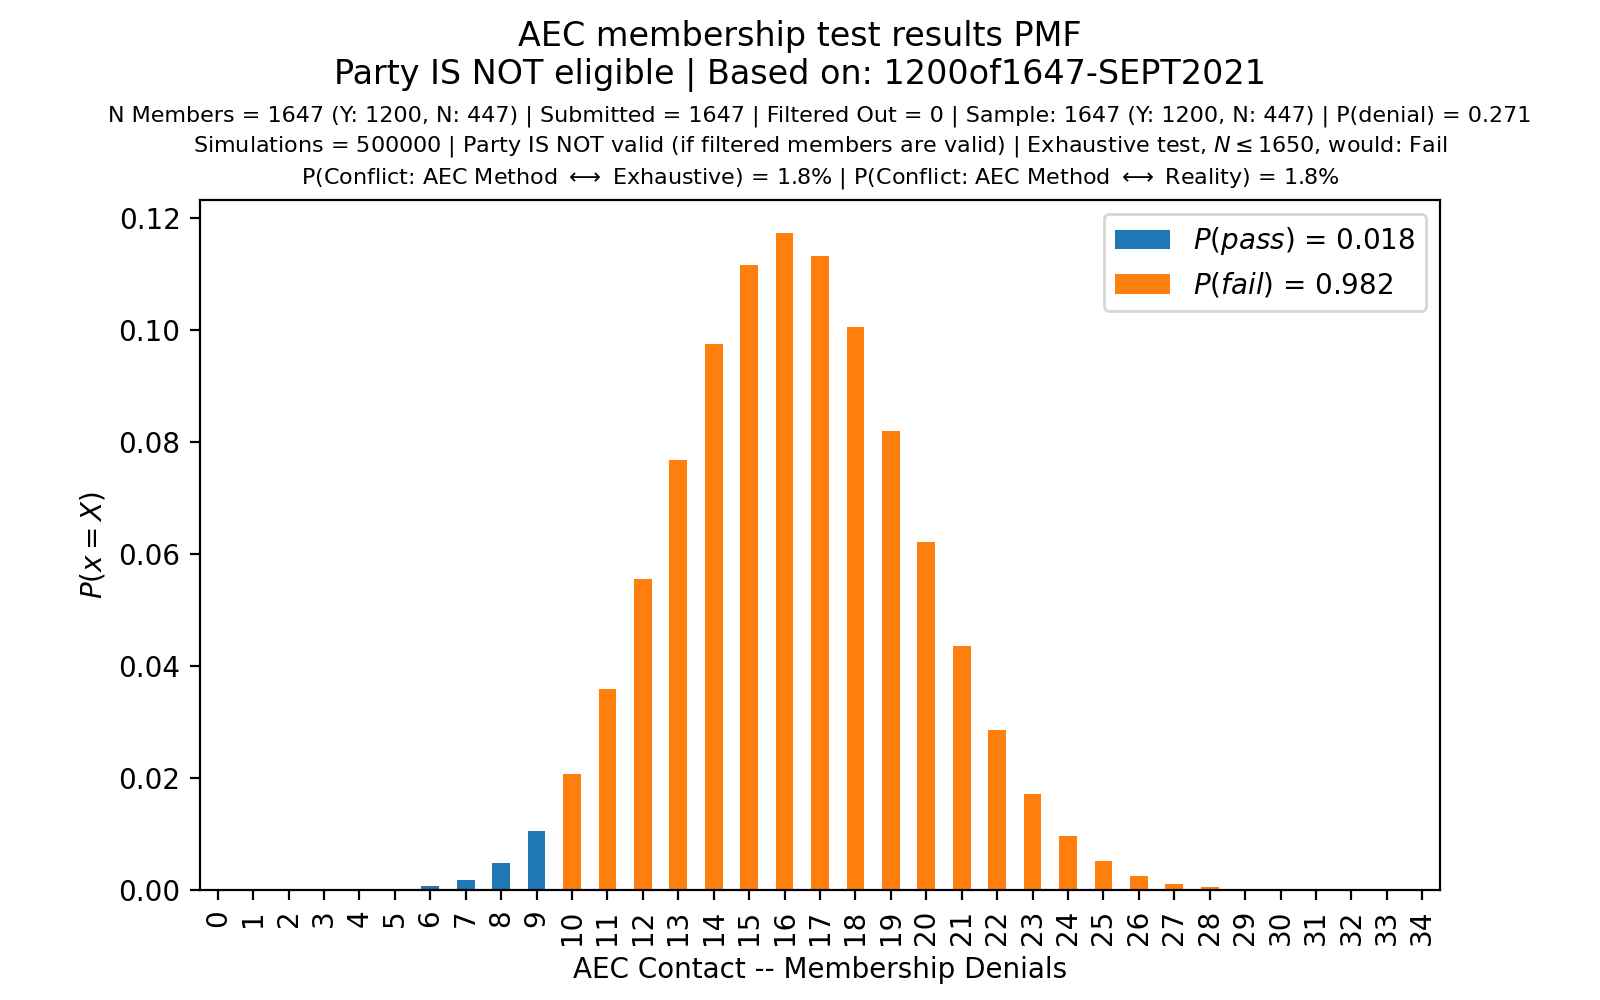 AEC membership test results PMF
Party IS NOT eligible | Based on: 1200of1647-SEPT2021
N Members = 1647 (Y: 1200, N: 447) | Submitted = 1647 | Filtered Out = 0 | Sample: 1647 (Y: 1200, N: 447) | P(denial) = 0.271
Simulations = 500000 | Party IS NOT valid (if filtered members are valid) | Exhaustive test, N ≤ 1650, would: Fail
P(Conflict: AEC Method ⟷ Exhaustive) = 1.8% | P(Conflict: AEC Method ⟷ Reality) = 1.8%
P(pass) = 0.018
P(fail) = 0.982
P(x = X)
0.12
0.10
0.08
0.06
0.04
0.02
0.00
0 1 2 3 4 5 6 7 8 9 10 11 12 13 14 15 16 17 18 19 20 21 22 23 24 25 26 27 28 29 30 31 32 33 34
AEC Contact -- Membership Denials